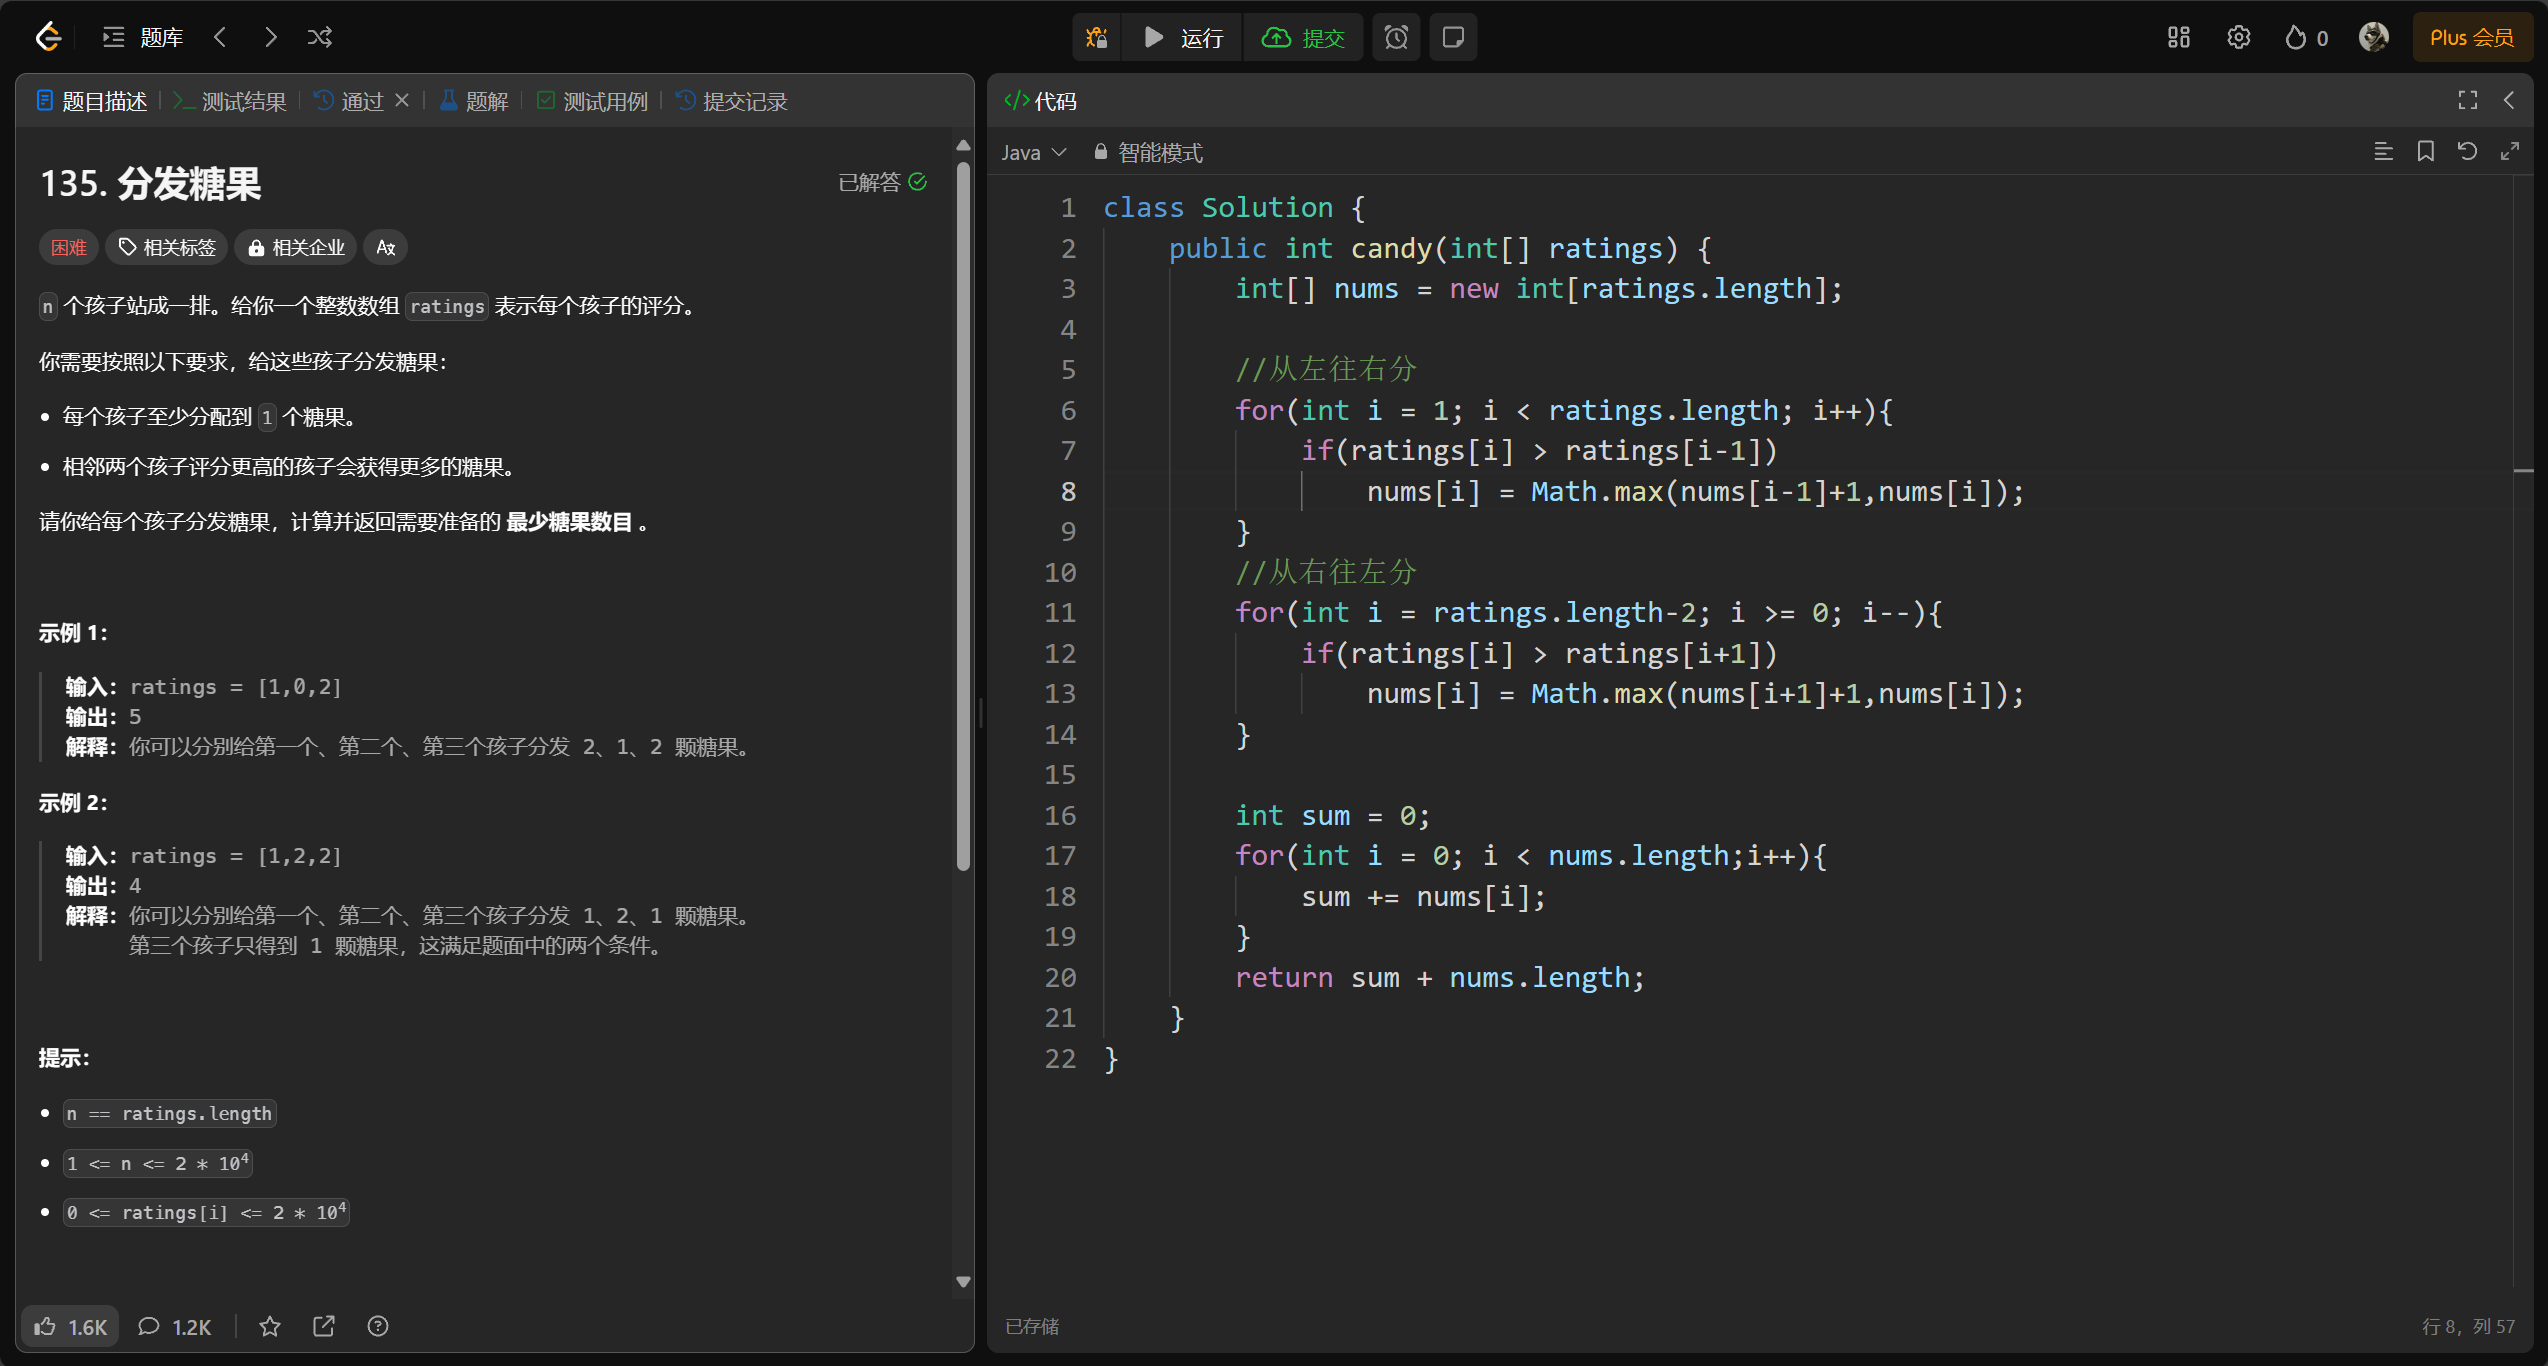 题库
运行
提交
0
Plus 会员
题目描述
测试结果
通过
题解
测试用例
提交记录
135. 分发糖果
已解答
困难
相关标签
相关企业
n 个孩子站成一排。给你一个整数数组 ratings 表示每个孩子的评分。
你需要按照以下要求，给这些孩子分发糖果：
每个孩子至少分配到 1 个糖果。
相邻两个孩子评分更高的孩子会获得更多的糖果。
请你给每个孩子分发糖果，计算并返回需要准备的 最少糖果数目 。
示例 1：
输入：ratings = [1,0,2]
输出：5
解释：你可以分别给第一个、第二个、第三个孩子分发 2、1、2 颗糖果。
示例 2：
输入：ratings = [1,2,2]
输出：4
解释：你可以分别给第一个、第二个、第三个孩子分发 1、2、1 颗糖果。
第三个孩子只得到 1 颗糖果，这满足题面中的两个条件。
提示：
n == ratings.length
1 <= n <= 2 * 10⁴
0 <= ratings[i] <= 2 * 10⁴
1.6K
1.2K
</> 代码
Java
智能模式
1 class Solution {
2     public int candy(int[] ratings) {
3         int[] nums = new int[ratings.length];
4
5         //从左往右分
6         for(int i = 1; i < ratings.length; i++){
7             if(ratings[i] > ratings[i-1])
8                 nums[i] = Math.max(nums[i-1]+1,nums[i]);
9         }
10         //从右往左分
11         for(int i = ratings.length-2; i >= 0; i--){
12             if(ratings[i] > ratings[i+1])
13                 nums[i] = Math.max(nums[i+1]+1,nums[i]);
14         }
15
16         int sum = 0;
17         for(int i = 0; i < nums.length;i++){
18             sum += nums[i];
19         }
20         return sum + nums.length;
21     }
22 }
已存储
行 8，列 57